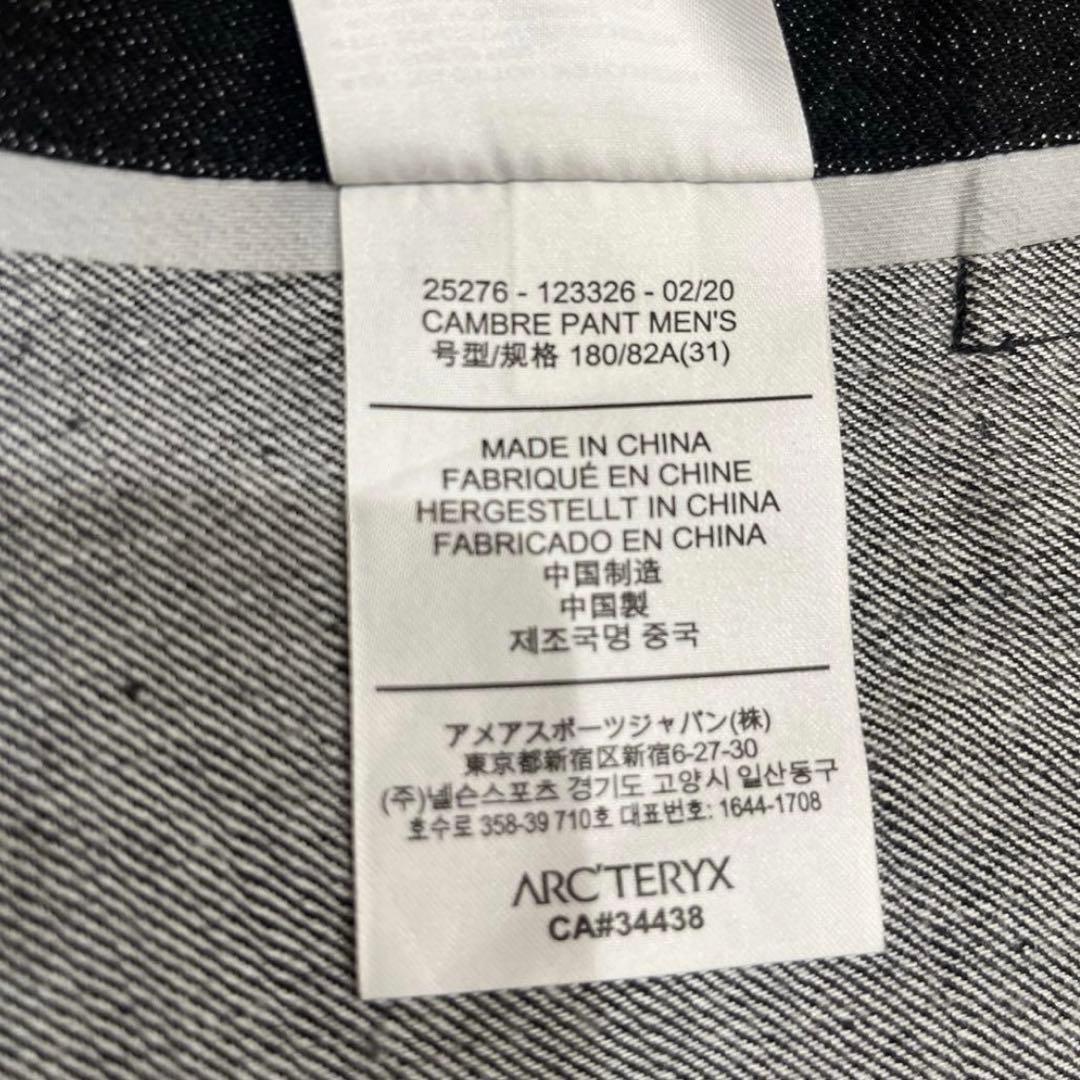 25276 - 123326 - 02/20
CAMBRE PANT MEN'S
号型/规格 180/82A(31)
MADE IN CHINA
FABRIQUÉ EN CHINE
HERGESTELLT IN CHINA
FABRICADO EN CHINA
中国制造
中国製
제조국명 중국
アメアスポーツジャパン(株)
東京都新宿区新宿6-27-30
(주)넬슨스포츠 경기도 고양시 일산동구
호수로 358-39 710호 대표번호: 1644-1708
ARC'TERYX
CA#34438